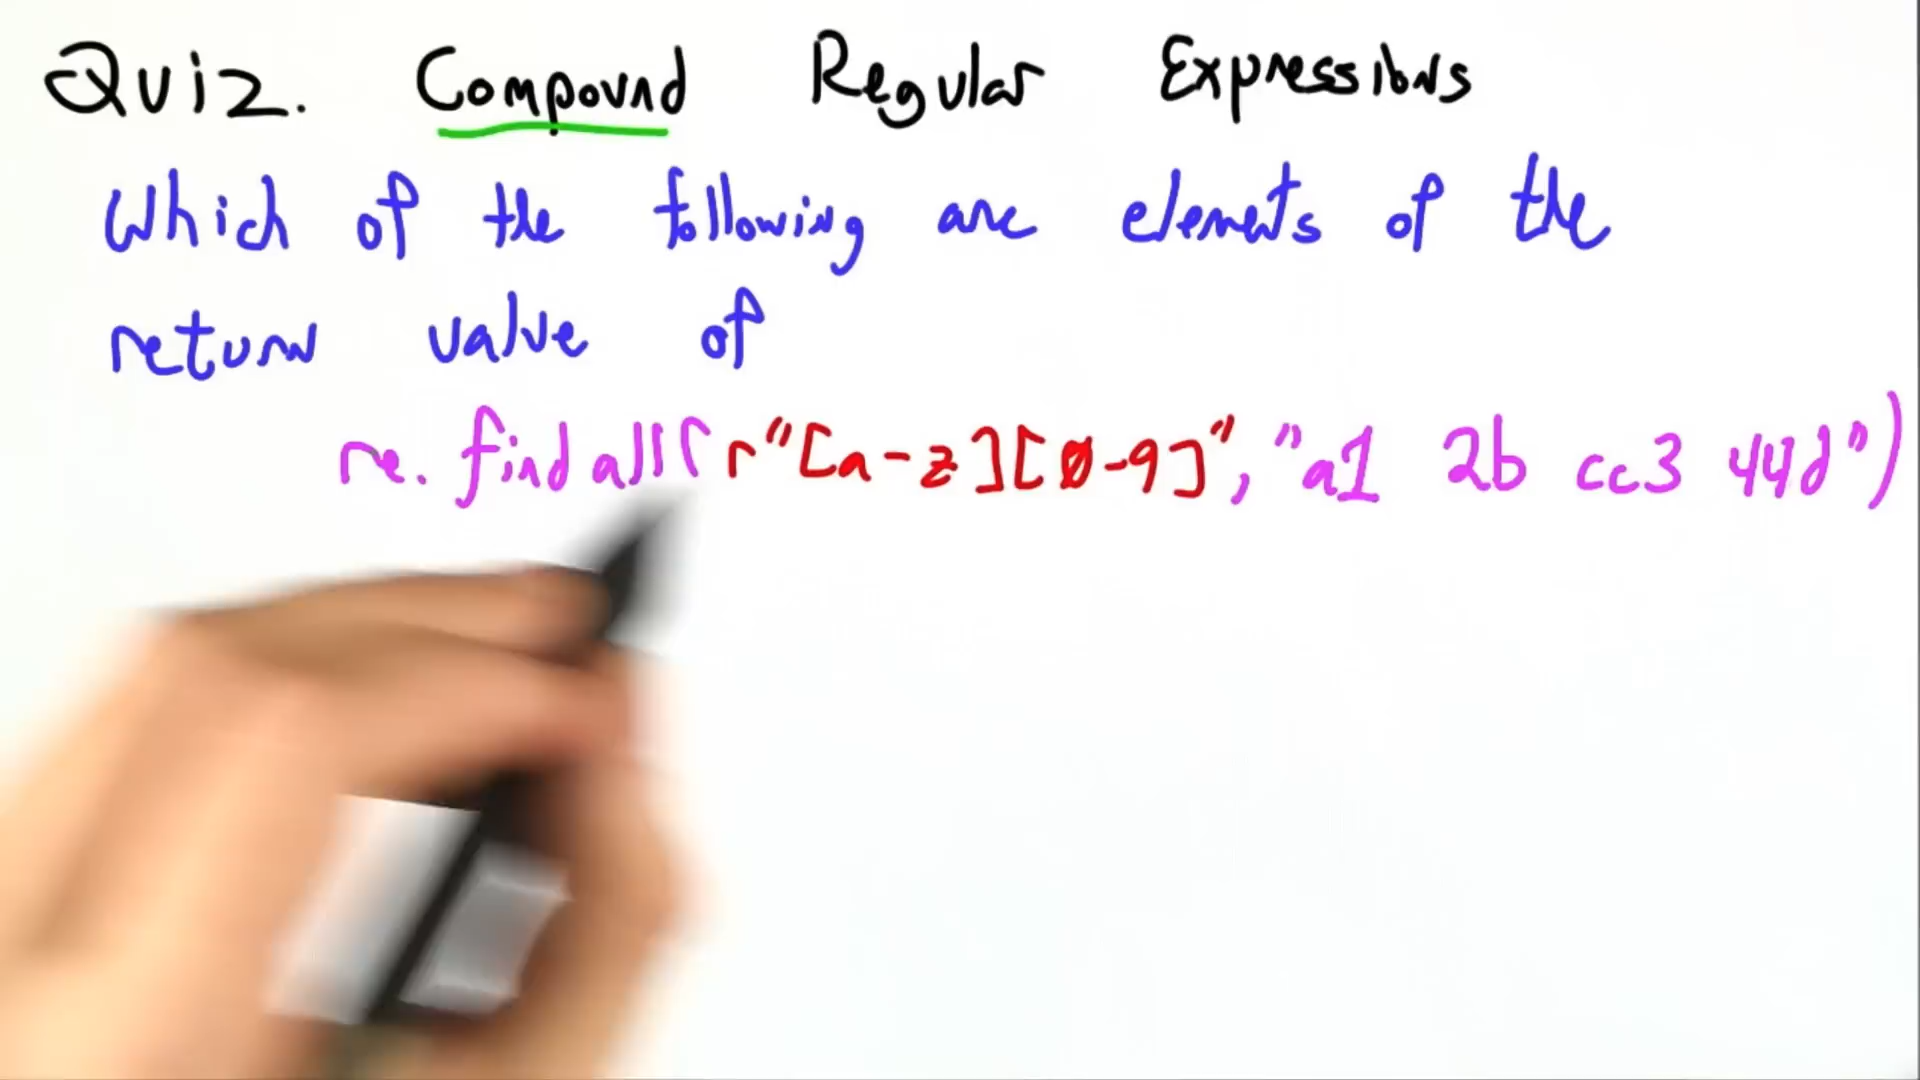 Quiz. Compound Regular Expressions
Which of the following are elements of the
return value of
re.findall(r"[a-z][0-9]", "a1 2b cc3 44d")